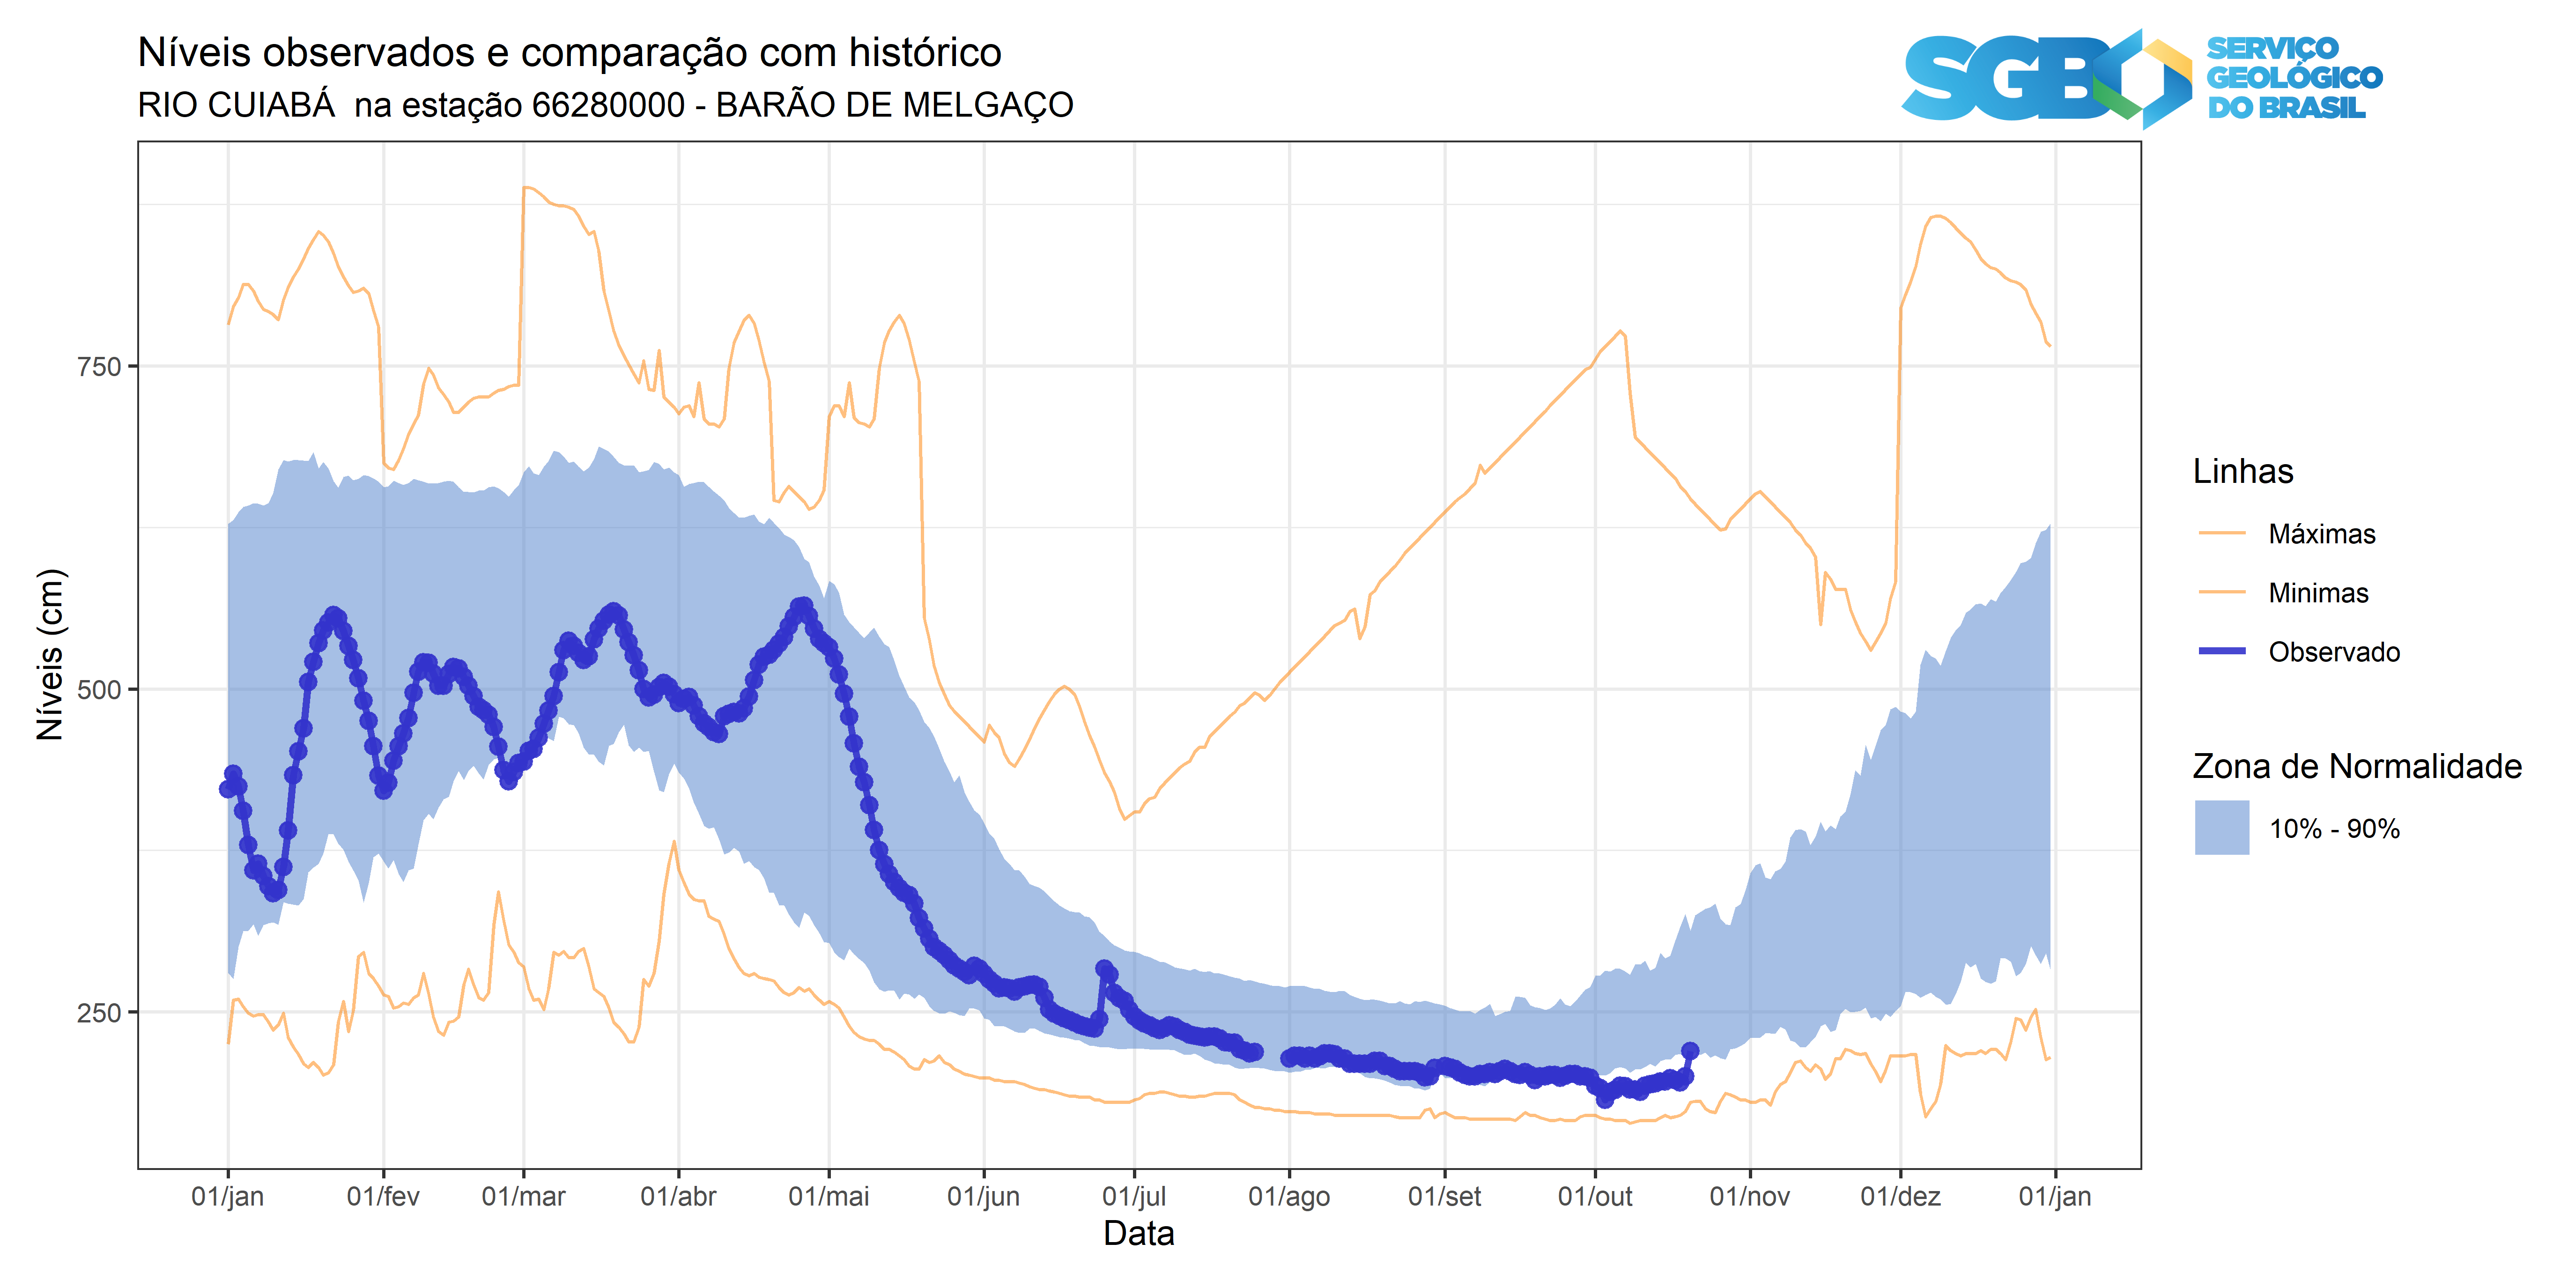 Níveis observados e comparação com histórico
RIO CUIABÁ  na estação 66280000 - BARÃO DE MELGAÇO
SGB
SERVIÇO
GEOLÓGICO
DO BRASIL
Níveis (cm)
750
500
250
01/jan
01/fev
01/mar
01/abr
01/mai
01/jun
01/jul
01/ago
01/set
01/out
01/nov
01/dez
01/jan
Data
Linhas
Máximas
Minimas
Observado
Zona de Normalidade
10% - 90%